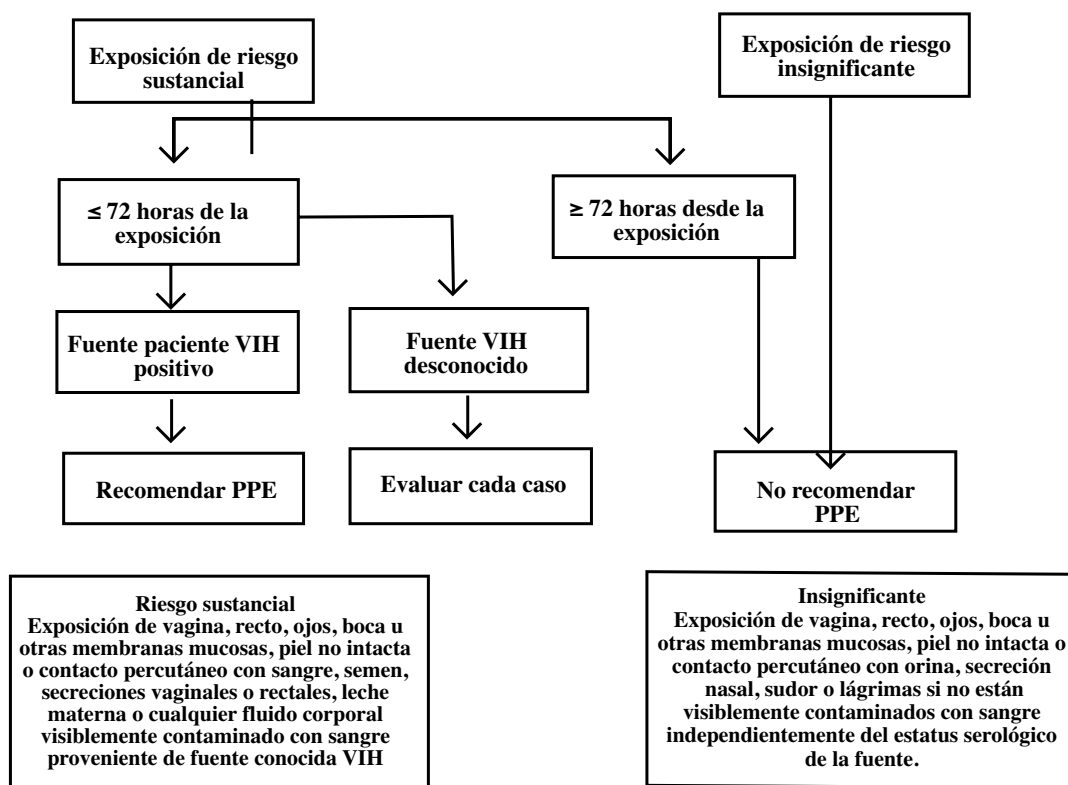 Exposición de riesgo
sustancial
Exposición de riesgo
insignificante
≤ 72 horas de la
exposición
≥ 72 horas desde la
exposición
Fuente paciente VIH
positivo
Fuente VIH
desconocido
Recomendar PPE
Evaluar cada caso
No recomendar
PPE
Riesgo sustancial
Exposición de vagina, recto, ojos, boca u
otras membranas mucosas, piel no intacta
o contacto percutáneo con sangre, semen,
secreciones vaginales o rectales, leche
materna o cualquier fluido corporal
visiblemente contaminado con sangre
proveniente de fuente conocida VIH
Insignificante
Exposición de vagina, recto, ojos, boca u
otras membranas mucosas, piel no intacta o
contacto percutáneo con orina, secreción
nasal, sudor o lágrimas si no están
visiblemente contaminados con sangre
independientemente del estatus serológico
de la fuente.